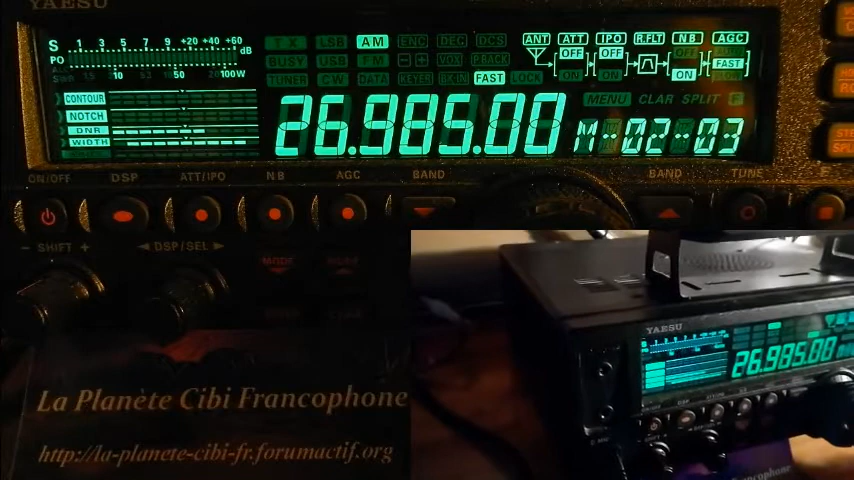 YAESU
S 1 3 5 7 9 +20 +40 +60 dB
PO
10 50 100W
TX LSB AM ENC DEC DCS
ANT ATT IPO R.FLT NB AGC
BUSY USB FM - + VOX P.BACK
OFF OFF OFF AUTO
TUNER CW DATA KEYER BK-IN FAST LOCK
ON ON ON FAST SLOW
CONTOUR
NOTCH
DNR
WIDTH
MENU CLAR SPLIT F
26.985.00 M-02-03
ON/OFF DSP ATT/IPO NB AGC BAND BAND TUNE
- SHIFT + ◄ DSP/SEL ►
MODE
La Planète Cibi Francophone
http://la-planete-cibi-fr.forumactif.org
YAESU
26.985.00
Francophone